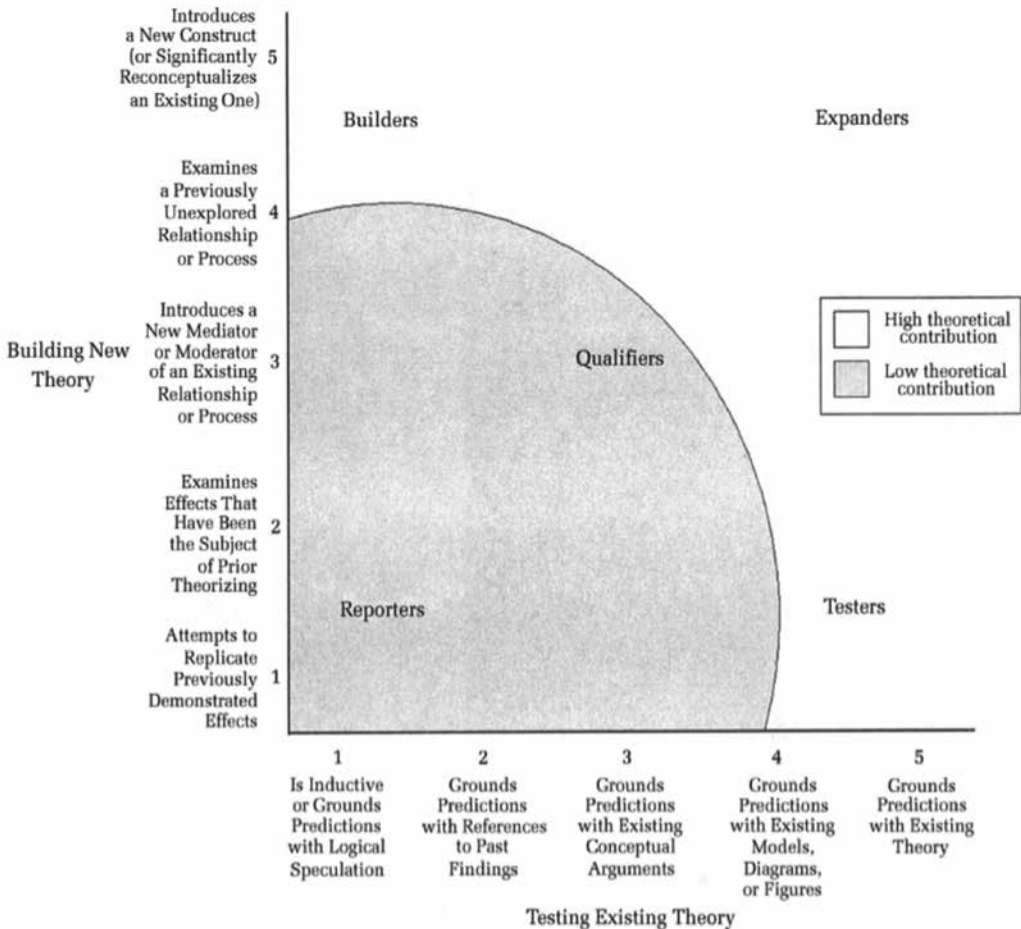 Introduces
a New Construct
(or Significantly
Reconceptualizes
an Existing One)
5
Builders
Expanders
Examines
a Previously
Unexplored
Relationship
or Process
4
Introduces a
New Mediator
or Moderator
of an Existing
Relationship
or Process
3
Building New
Theory
Qualifiers
High theoretical
contribution
Low theoretical
contribution
Examines
Effects That
Have Been
the Subject
of Prior
Theorizing
2
Reporters
Testers
Attempts to
Replicate
Previously
Demonstrated
Effects
1
1
2
3
4
5
Is Inductive
or Grounds
Predictions
with Logical
Speculation
Grounds
Predictions
with References
to Past
Findings
Grounds
Predictions
with Existing
Conceptual
Arguments
Grounds
Predictions
with Existing
Models,
Diagrams,
or Figures
Grounds
Predictions
with Existing
Theory
Testing Existing Theory